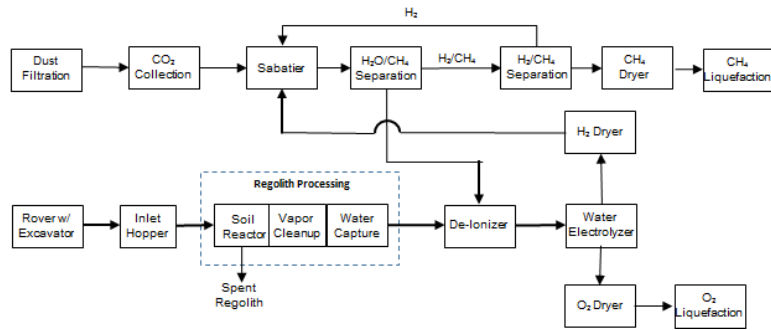 H₂
Dust
Filtration
CO₂
Collection
Sabatier
H₂O/CH₄
Separation
H₂/CH₄
H₂/CH₄
Separation
CH₄
Dryer
CH₄
Liquefaction
H₂ Dryer
Regolith Processing
Rover w/
Excavator
Inlet
Hopper
Soil
Reactor
Vapor
Cleanup
Water
Capture
De-Ionizer
Water
Electrolyzer
Spent
Regolith
O₂ Dryer
O₂
Liquefaction